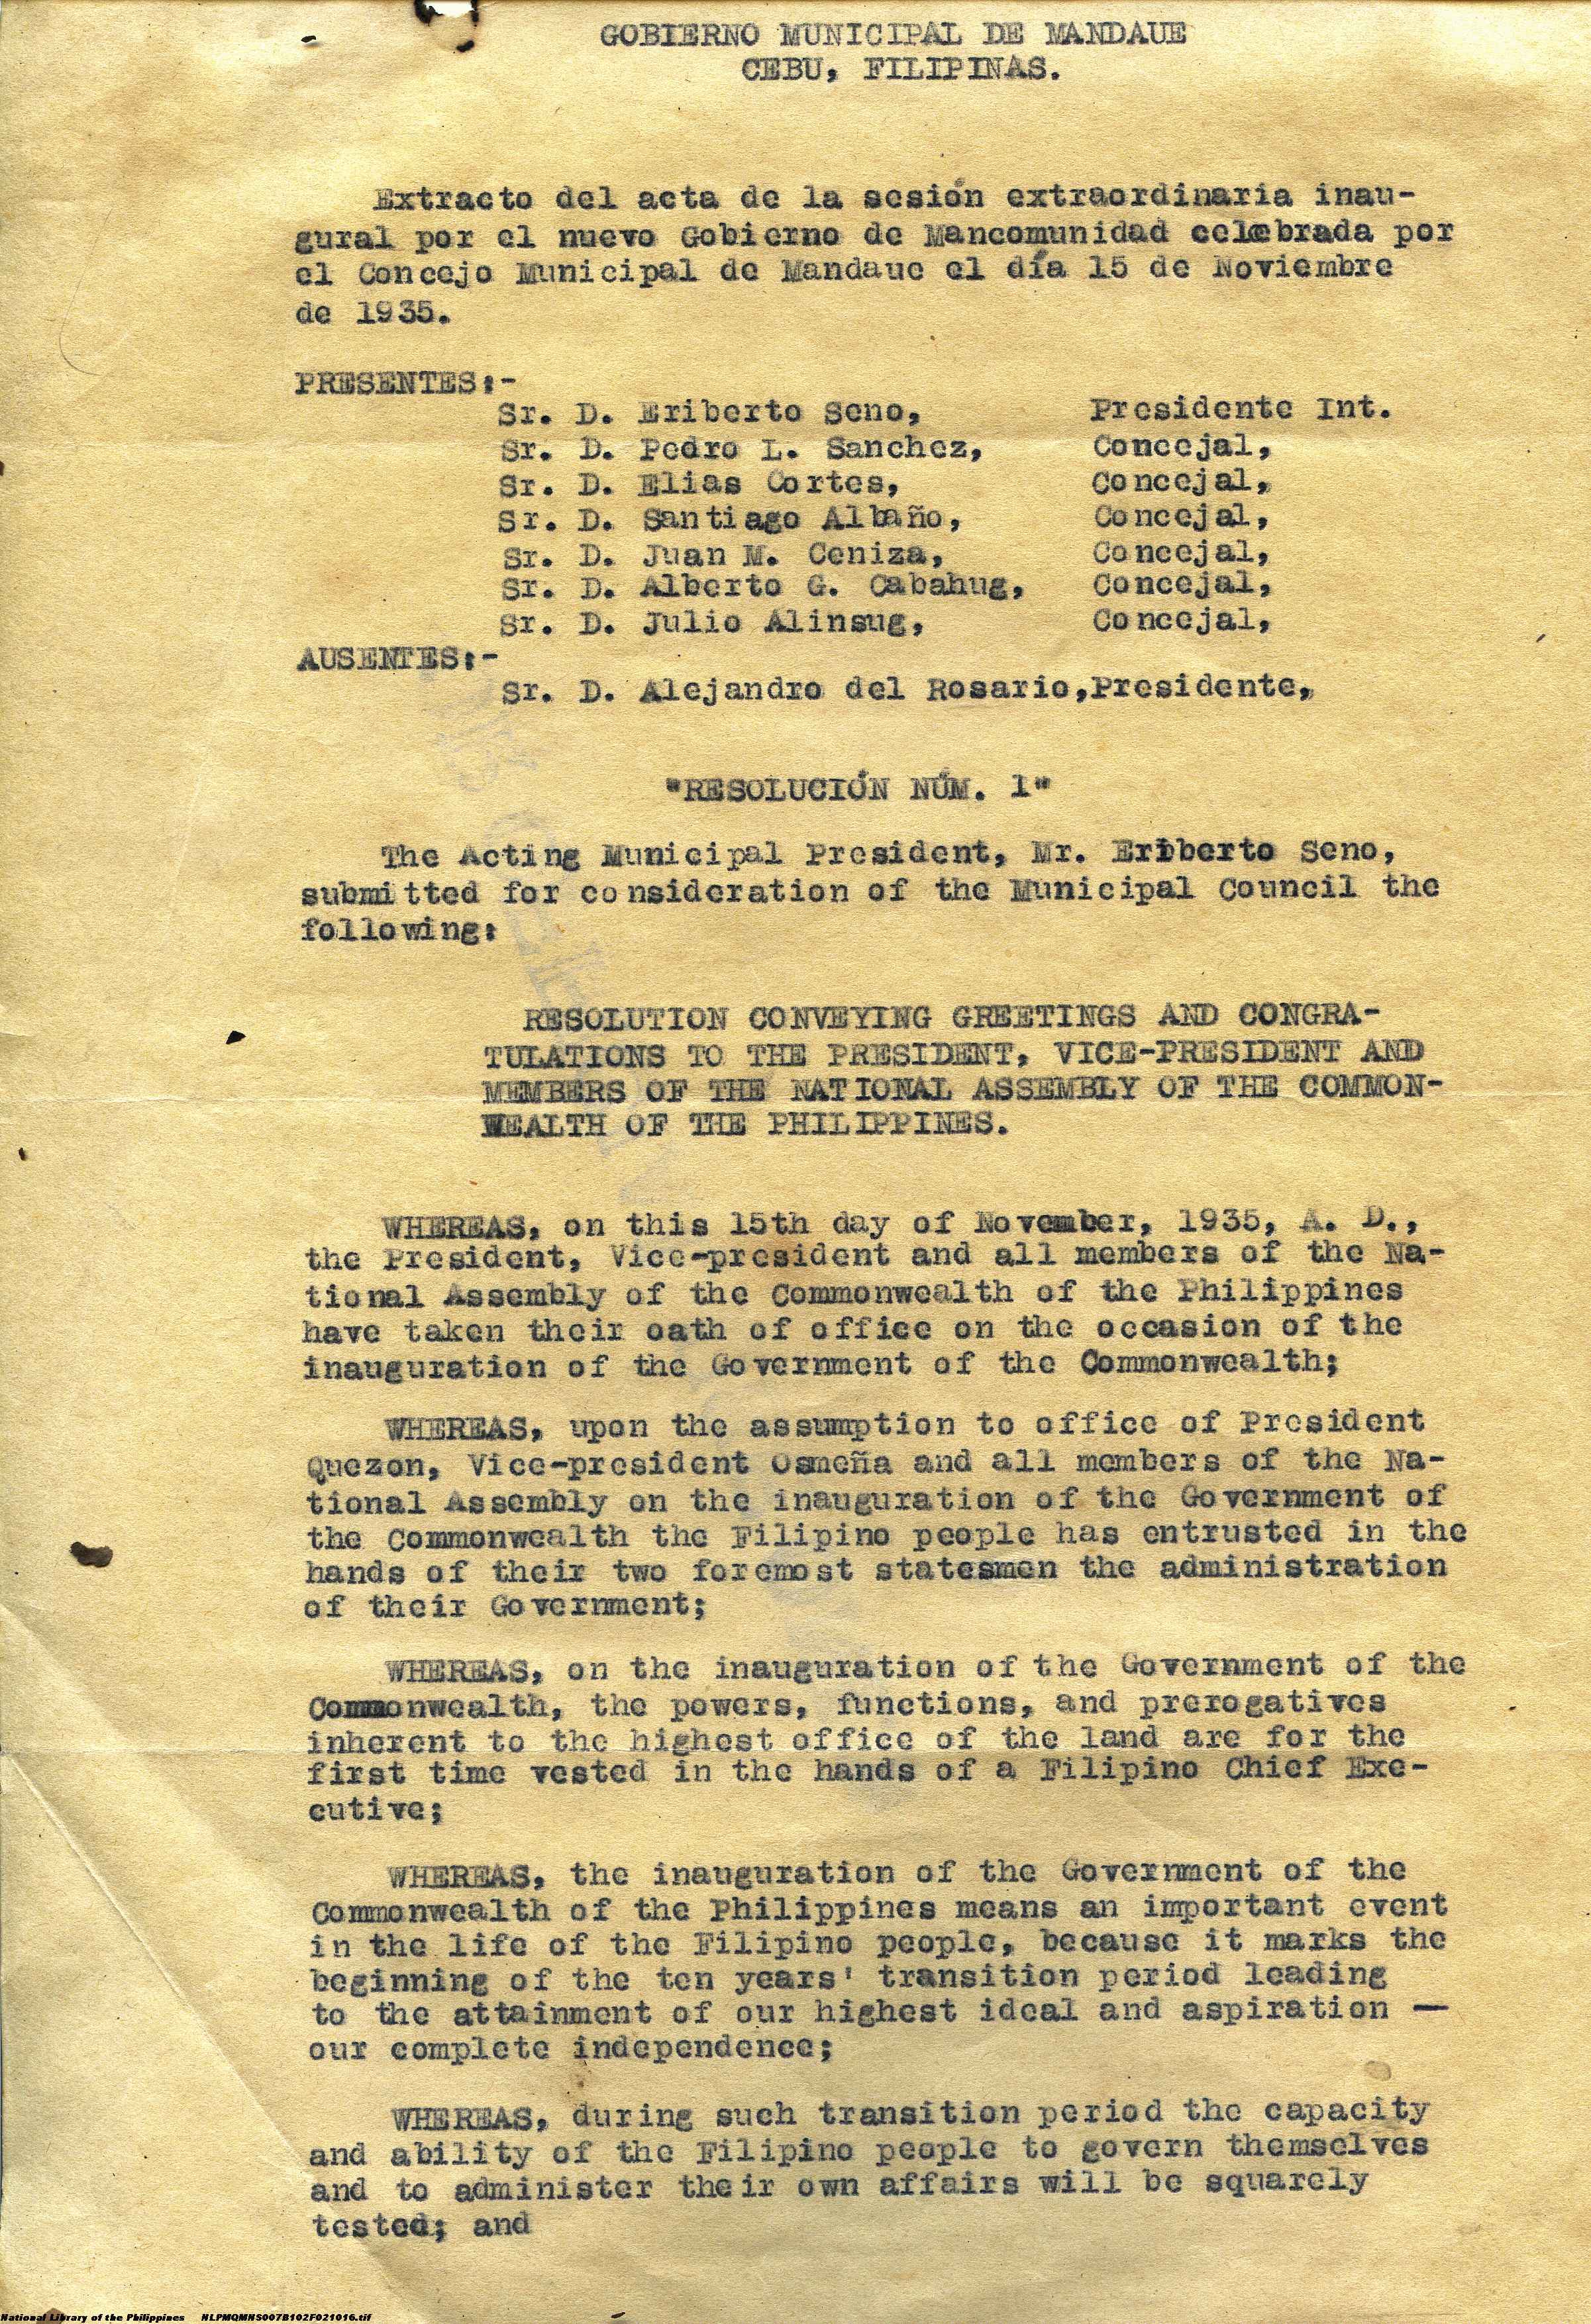 GOBIERNO MUNICIPAL DE MANDAUE
CEBU, FILIPINAS.
Extracto del acta de la sesión extraordinaria inau-
gural por el nuevo Gobierno de Mancomunidad celebrada por
el Concejo Municipal de Mandaue el día 15 de Noviembre
de 1935.
PRESENTES:-
Sr. D. Eriberto Seno, Presidente Int.
Sr. D. Pedro L. Sanchez, Concejal,
Sr. D. Elias Cortes, Concejal,
Sr. D. Santiago Albaño, Concejal,
Sr. D. Juan M. Ceniza, Concejal,
Sr. D. Alberto G. Cabahug, Concejal,
Sr. D. Julio Alinsug, Concejal,
AUSENTES:-
Sr. D. Alejandro del Rosario,Presidente,
"RESOLUCIÓN NÚM. 1"
The Acting Municipal President, Mr. Eriberto Seno,
submitted for consideration of the Municipal Council the
following:
RESOLUTION CONVEYING GREETINGS AND CONGRA-
TULATIONS TO THE PRESIDENT, VICE-PRESIDENT AND
MEMBERS OF THE NATIONAL ASSEMBLY OF THE COMMON-
WEALTH OF THE PHILIPPINES.
WHEREAS, on this 15th day of November, 1935, A. D.,
the President, Vice-president and all members of the Na-
tional Assembly of the Commonwealth of the Philippines
have taken their oath of office on the occasion of the
inauguration of the Government of the Commonwealth;
WHEREAS, upon the assumption to office of President
Quezon, Vice-president Osmeña and all members of the Na-
tional Assembly on the inauguration of the Government of
the Commonwealth the Filipino people has entrusted in the
hands of their two foremost statesmen the administration
of their Government;
WHEREAS, on the inauguration of the Government of the
Commonwealth, the powers, functions, and prerogatives
inherent to the highest office of the land are for the
first time vested in the hands of a Filipino Chief Exe-
cutive;
WHEREAS, the inauguration of the Government of the
Commonwealth of the Philippines means an important event
in the life of the Filipino people, because it marks the
beginning of the ten years' transition period leading
to the attainment of our highest ideal and aspiration —
our complete independence;
WHEREAS, during such transition period the capacity
and ability of the Filipino people to govern themselves
and to administer their own affairs will be squarely
tested; and
National Library of the Philippines NLPMQMNS007B102F021016.tif